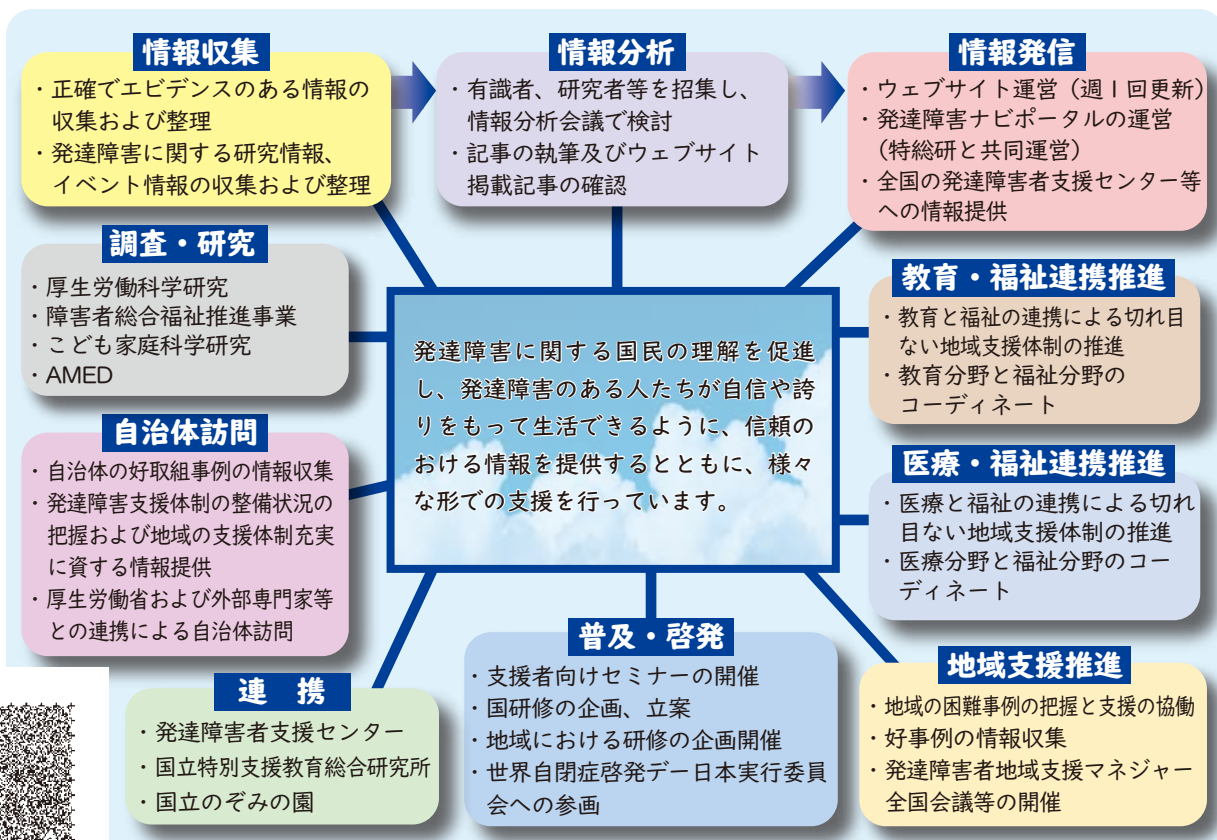 情報収集
・正確でエビデンスのある情報の
収集および整理
・発達障害に関する研究情報、
イベント情報の収集および整理
情報分析
・有識者、研究者等を招集し、
情報分析会議で検討
・記事の執筆及びウェブサイト
掲載記事の確認
情報発信
・ウェブサイト運営（週1回更新）
・発達障害ナビポータルの運営
（特総研と共同運営）
・全国の発達障害者支援センター等
への情報提供
調査・研究
・厚生労働科学研究
・障害者総合福祉推進事業
・こども家庭科学研究
・AMED
教育・福祉連携推進
・教育と福祉の連携による切れ目
ない地域支援体制の推進
・教育分野と福祉分野の
コーディネート
発達障害に関する国民の理解を促進
し、発達障害のある人たちが自信や誇
りをもって生活できるように、信頼の
おける情報を提供するとともに、様々
な形での支援を行っています。
自治体訪問
・自治体の好取組事例の情報収集
・発達障害支援体制の整備状況の
把握および地域の支援体制充実
に資する情報提供
・厚生労働省および外部専門家等
との連携による自治体訪問
医療・福祉連携推進
・医療と福祉の連携による切れ
目ない地域支援体制の推進
・医療分野と福祉分野のコー
ディネート
連 携
・発達障害者支援センター
・国立特別支援教育総合研究所
・国立のぞみの園
普及・啓発
・支援者向けセミナーの開催
・国研修の企画、立案
・地域における研修の企画開催
・世界自閉症啓発デー日本実行委員
会への参画
地域支援推進
・地域の困難事例の把握と支援の協働
・好事例の情報収集
・発達障害者地域支援マネジャー
全国会議等の開催